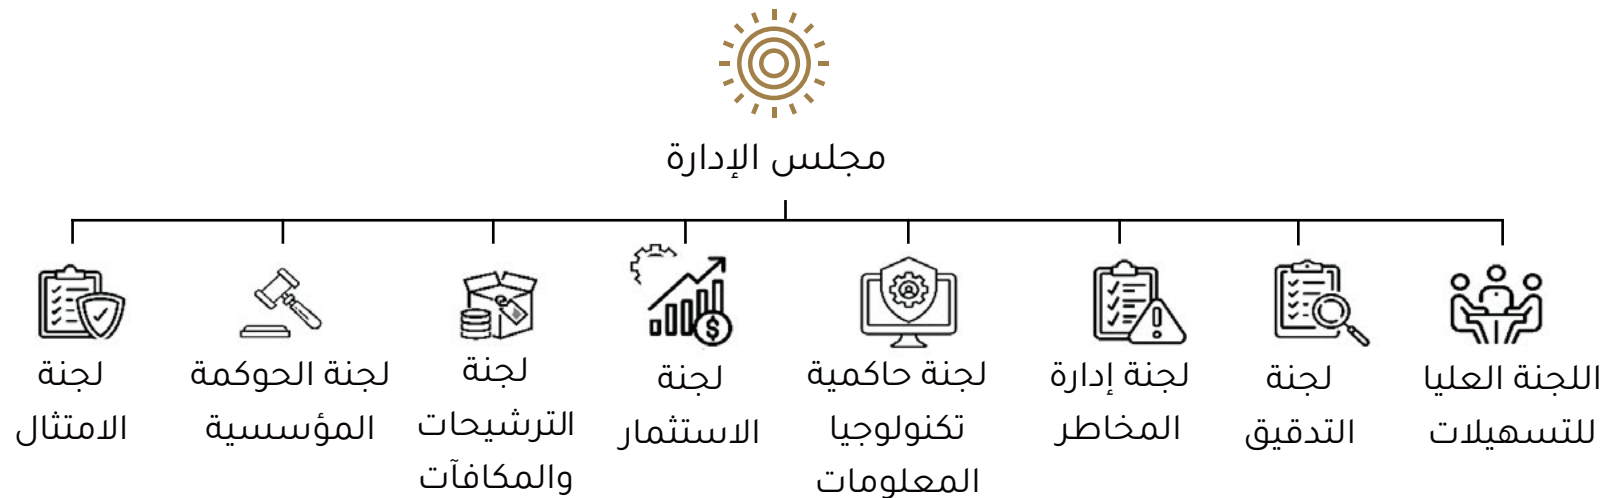 مجلس الإدارة
اللجنة العليا
للتسهيلات
لجنة
التدقيق
لجنة إدارة
المخاطر
لجنة حاكمية
تكنولوجيا
المعلومات
لجنة
الاستثمار
لجنة
الترشيحات
والمكافآت
لجنة الحوكمة
المؤسسية
لجنة
الامتثال